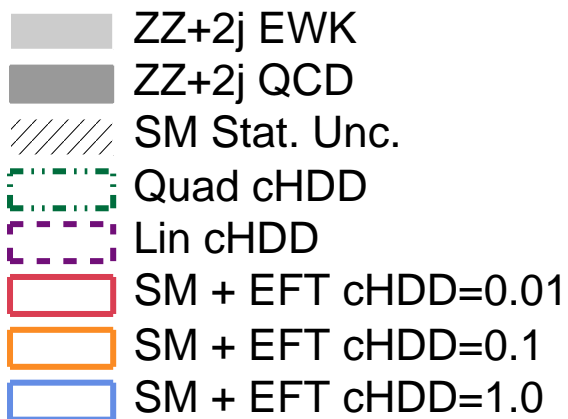 ZZ+2j EWK
ZZ+2j QCD
SM Stat. Unc.
Quad cHDD
Lin cHDD
SM + EFT cHDD=0.01
SM + EFT cHDD=0.1
SM + EFT cHDD=1.0